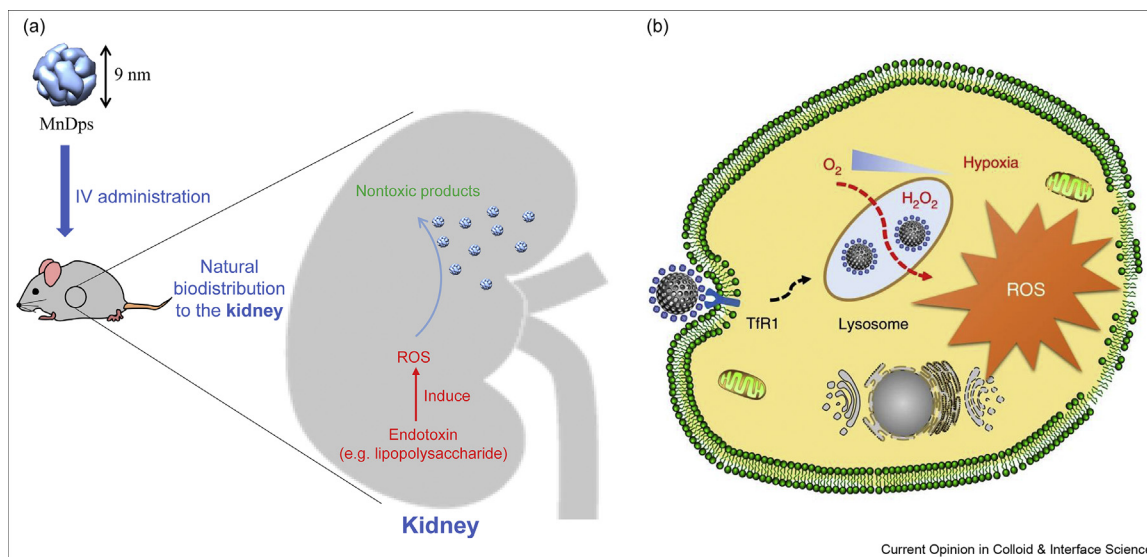 (a)
9 nm
MnDps
IV administration
Natural
biodistribution
to the kidney
Nontoxic products
ROS
Induce
Endotoxin
(e.g. lipopolysaccharide)
Kidney
(b)
O₂
Hypoxia
H₂O₂
ROS
TfR1
Lysosome
Current Opinion in Colloid & Interface Science